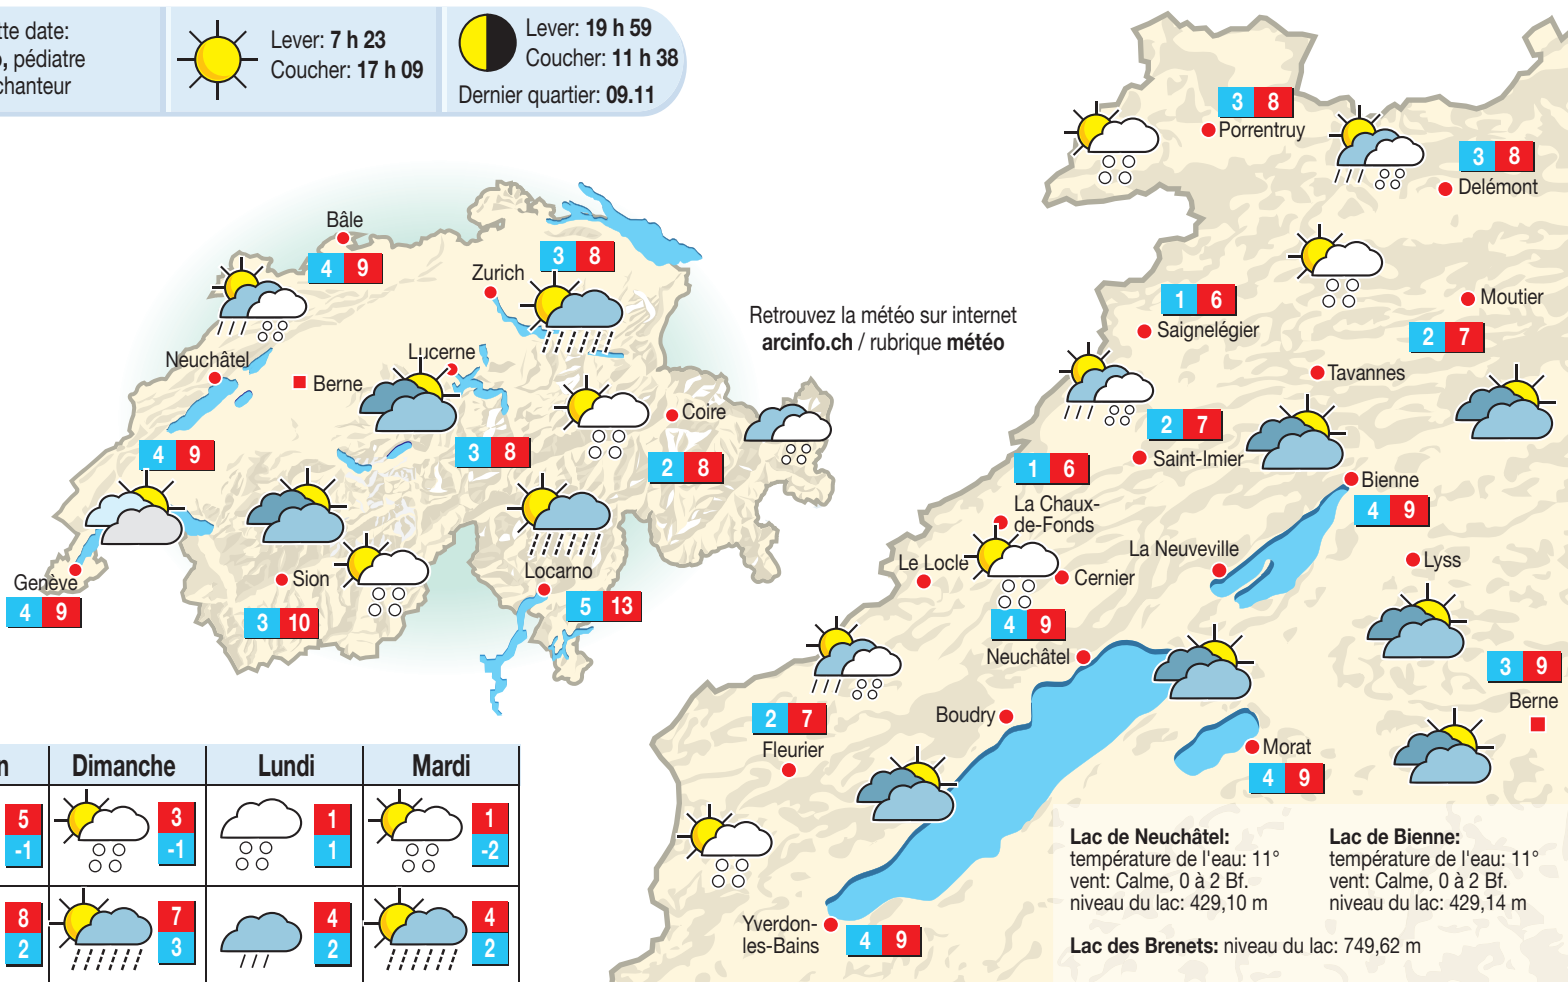 tte date:
, pédiatre
chanteur
Lever: 7 h 23
Coucher: 17 h 09
Lever: 19 h 59
Coucher: 11 h 38
Dernier quartier: 09.11
Bâle
4 9
Zurich
3 8
Neuchâtel
4 9
Berne
Lucerne
3 8
Coire
2 8
Genève
4 9
Sion
3 10
Locarno
5 13
Retrouvez la météo sur internet
arcinfo.ch / rubrique météo
n
Dimanche
Lundi
Mardi
5
-1
3
-1
1
1
1
-2
8
2
7
3
4
2
4
2
3 8
Porrentruy
3 8
Delémont
1 6
Saignelégier
Moutier
2 7
Tavannes
2 7
Saint-Imier
1 6
La Chaux-
de-Fonds
Bienne
4 9
Le Locle
Cernier
La Neuveville
Lyss
4 9
Neuchâtel
3 9
Berne
2 7
Fleurier
Boudry
Morat
4 9
Yverdon-
les-Bains
4 9
Lac de Neuchâtel:
température de l'eau: 11°
vent: Calme, 0 à 2 Bf.
niveau du lac: 429,10 m
Lac de Bienne:
température de l'eau: 11°
vent: Calme, 0 à 2 Bf.
niveau du lac: 429,14 m
Lac des Brenets: niveau du lac: 749,62 m